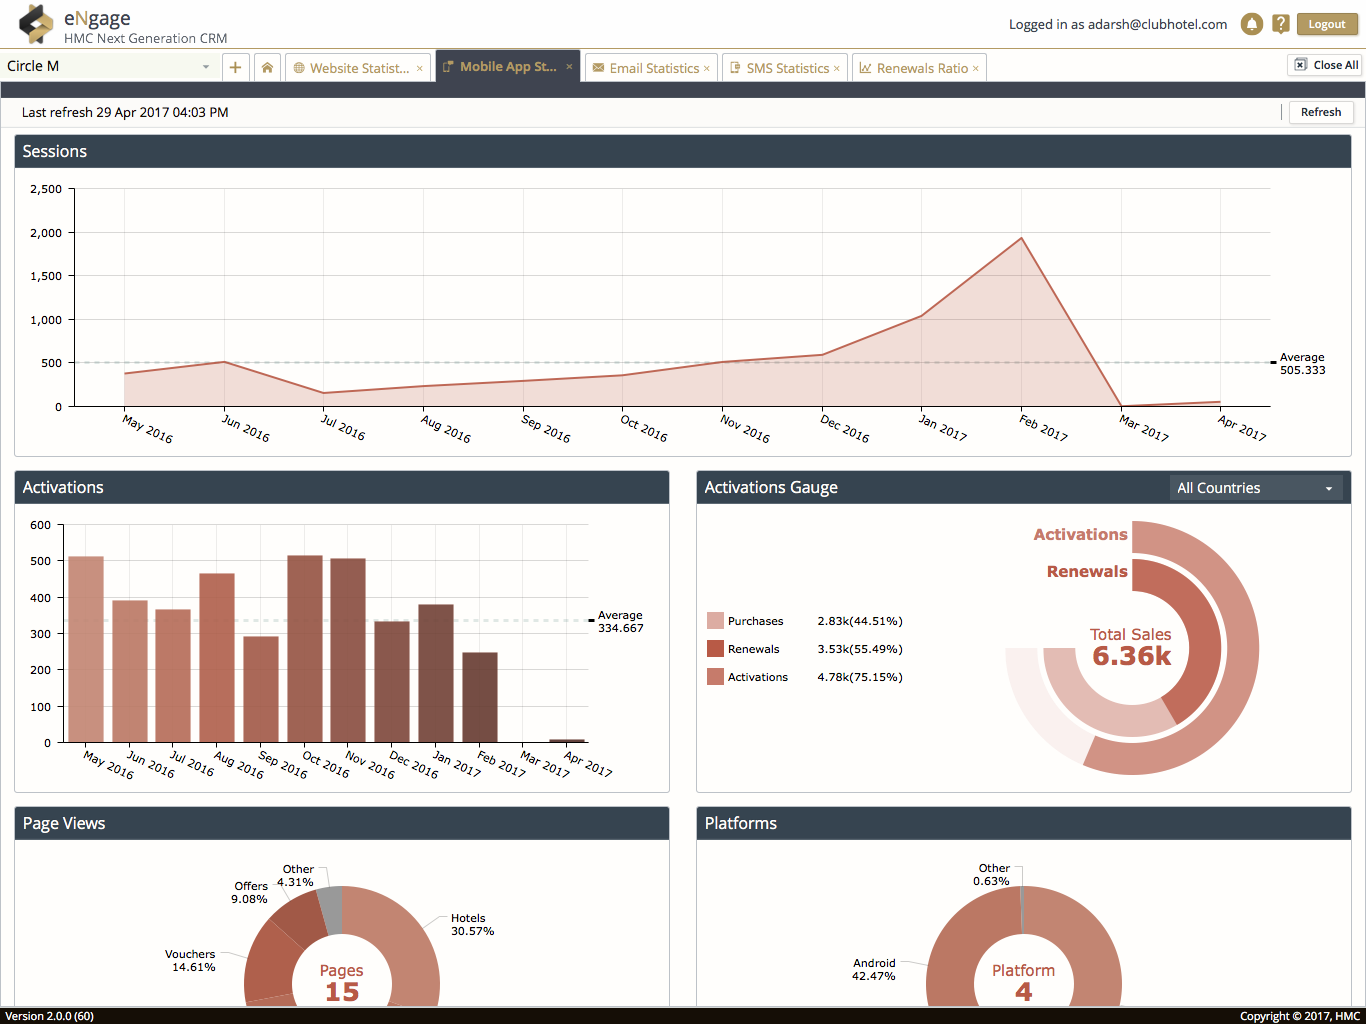 eNgage
HMC Next Generation CRM
Logged in as adarsh@clubhotel.com
?
Logout
Circle M
+
Website Statist... ×
Mobile App St... ×
Email Statistics ×
SMS Statistics ×
Renewals Ratio ×
Close All
Last refresh 29 Apr 2017 04:03 PM
Refresh
Sessions
2,500
2,000
1,500
1,000
500
0
Average
505.333
May 2016
Jun 2016
Jul 2016
Aug 2016
Sep 2016
Oct 2016
Nov 2016
Dec 2016
Jan 2017
Feb 2017
Mar 2017
Apr 2017
Activations
600
500
400
300
200
100
0
Average
334.667
May 2016
Jun 2016
Jul 2016
Aug 2016
Sep 2016
Oct 2016
Nov 2016
Dec 2016
Jan 2017
Feb 2017
Mar 2017
Apr 2017
Activations Gauge
All Countries
Activations
Renewals
Purchases 2.83k(44.51%)
Renewals 3.53k(55.49%)
Activations 4.78k(75.15%)
Total Sales
6.36k
Page Views
Other
4.31%
Offers
9.08%
Hotels
30.57%
Vouchers
14.61%
Pages
15
Platforms
Other
0.63%
Android
42.47%
Platform
4
Version 2.0.0 (60)
Copyright © 2017, HMC